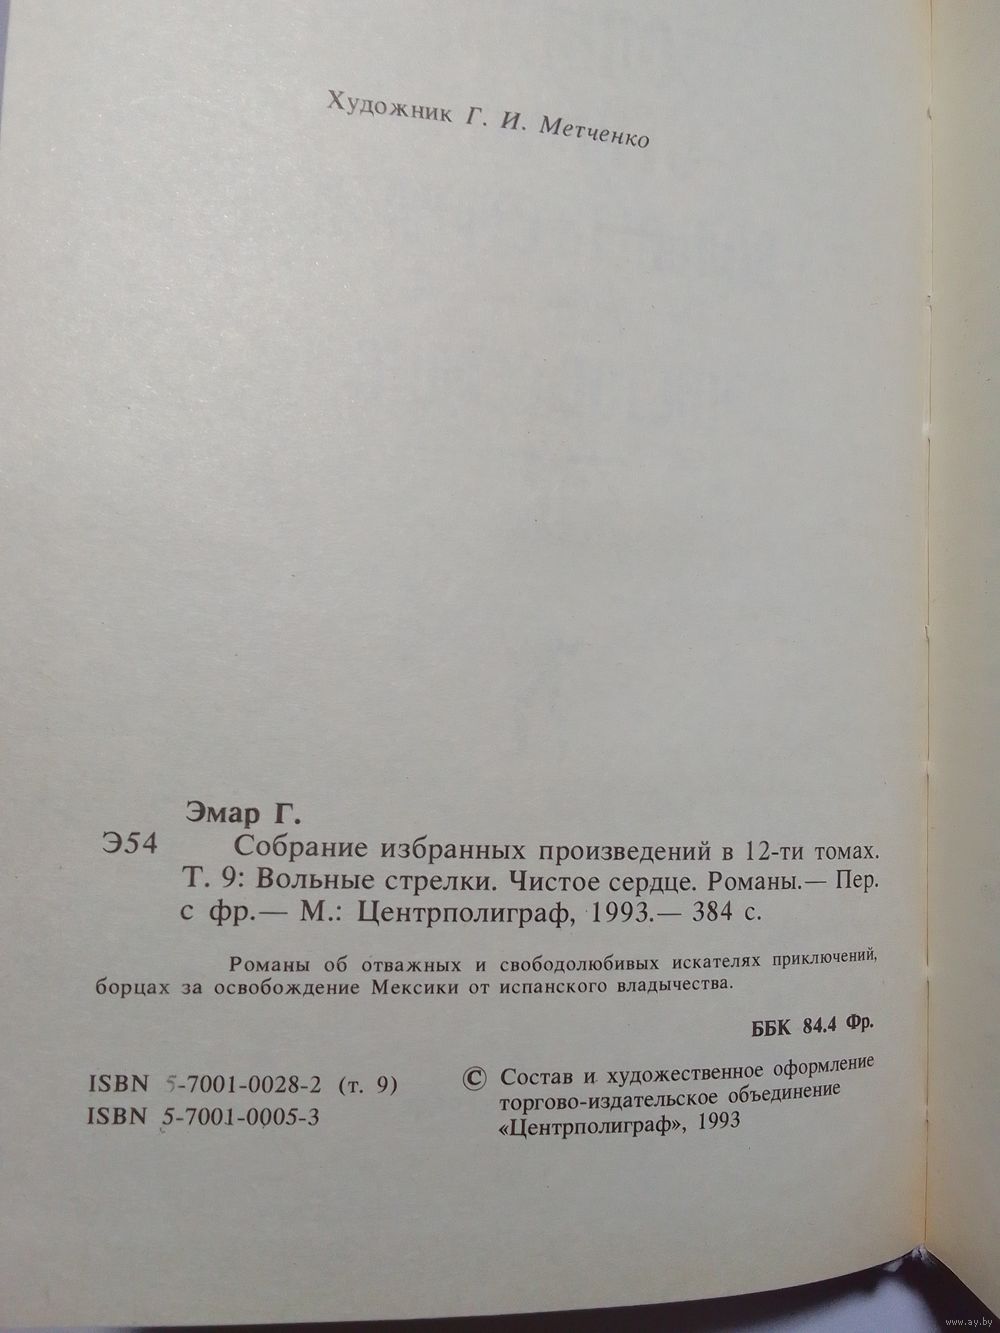 Художник Г. И. Метченко
Эмар Г.
Э54 Собрание избранных произведений в 12-ти томах.
Т. 9: Вольные стрелки. Чистое сердце. Романы.— Пер.
с фр.— М.: Центрполиграф, 1993.— 384 с.
Романы об отважных и свободолюбивых искателях приключений,
борцах за освобождение Мексики от испанского владычества.
ББК 84.4 Фр.
ISBN 5-7001-0028-2 (т. 9)
ISBN 5-7001-0005-3
© Состав и художественное оформление
торгово-издательское объединение
«Центрполиграф», 1993
www.ay.by